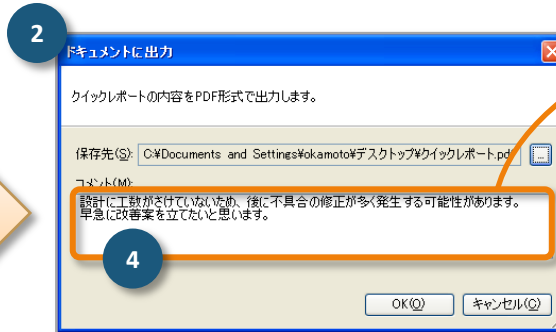 2
ドキュメントに出力
クイックレポートの内容をPDF形式で出力します。
保存先(S): C:¥Documents and Settings¥okamoto¥デスクトップ¥クイックレポート.pd
...
コメント(M):
設計に工数がさけていないため、後に不具合の修正が多く発生する可能性があります。
早急に改善案を立てたいと思います。
4
OK(O) キャンセル(C)